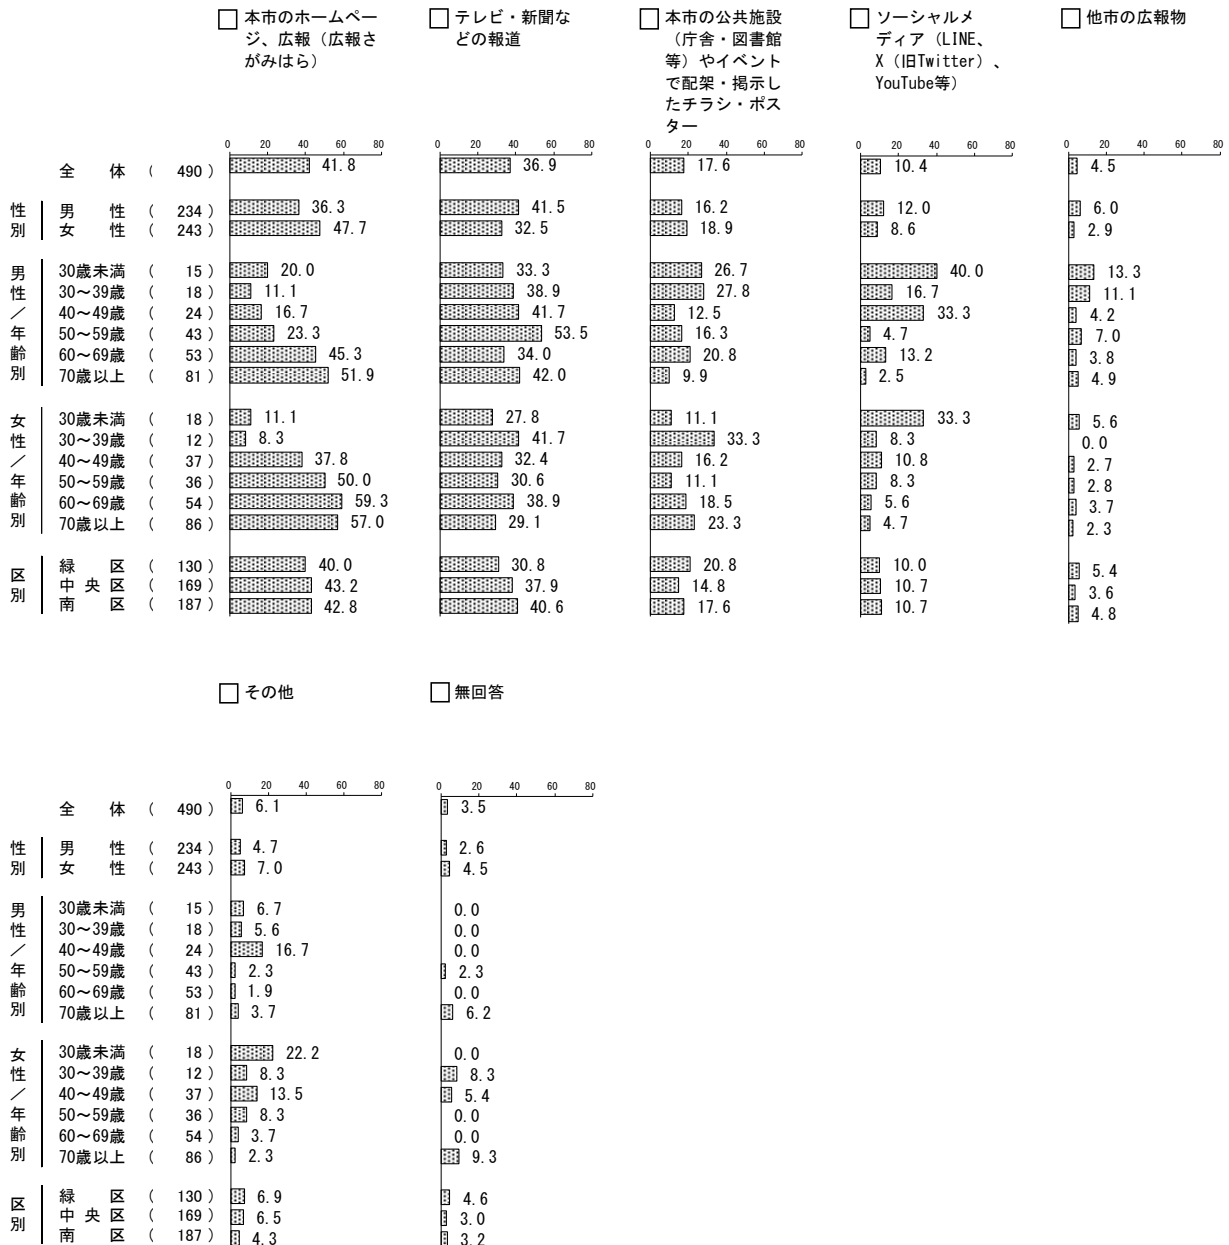 本市のホームペー
ジ、広報（広報さ
がみはら）
テレビ・新聞な
どの報道
本市の公共施設
（庁舎・図書館
等）やイベント
で配架・掲示し
たチラシ・ポス
ター
ソーシャルメ
ディア（LINE、
X（旧Twitter）、
YouTube等）
他市の広報物
0 20 40 60 80 0 20 40 60 80 0 20 40 60 80 0 20 40 60 80 0 20 40 60 80
全 体 （ 490 ） 41.8 36.9 17.6 10.4 4.5
性別
男 性 （ 234 ） 36.3 41.5 16.2 12.0 6.0
女 性 （ 243 ） 47.7 32.5 18.9 8.6 2.9
男性／年齢別
30歳未満 （ 15 ） 20.0 33.3 26.7 40.0 13.3
30～39歳 （ 18 ） 11.1 38.9 27.8 16.7 11.1
40～49歳 （ 24 ） 16.7 41.7 12.5 33.3 4.2
50～59歳 （ 43 ） 23.3 53.5 16.3 4.7 7.0
60～69歳 （ 53 ） 45.3 34.0 20.8 13.2 3.8
70歳以上 （ 81 ） 51.9 42.0 9.9 2.5 4.9
女性／年齢別
30歳未満 （ 18 ） 11.1 27.8 11.1 33.3 5.6
30～39歳 （ 12 ） 8.3 41.7 33.3 8.3 0.0
40～49歳 （ 37 ） 37.8 32.4 16.2 10.8 2.7
50～59歳 （ 36 ） 50.0 30.6 11.1 8.3 2.8
60～69歳 （ 54 ） 59.3 38.9 18.5 5.6 3.7
70歳以上 （ 86 ） 57.0 29.1 23.3 4.7 2.3
区別
緑 区 （ 130 ） 40.0 30.8 20.8 10.0 5.4
中 央 区 （ 169 ） 43.2 37.9 14.8 10.7 3.6
南 区 （ 187 ） 42.8 40.6 17.6 10.7 4.8
その他
無回答
0 20 40 60 80 0 20 40 60 80
全 体 （ 490 ） 6.1 3.5
性別
男 性 （ 234 ） 4.7 2.6
女 性 （ 243 ） 7.0 4.5
男性／年齢別
30歳未満 （ 15 ） 6.7 0.0
30～39歳 （ 18 ） 5.6 0.0
40～49歳 （ 24 ） 16.7 0.0
50～59歳 （ 43 ） 2.3 2.3
60～69歳 （ 53 ） 1.9 0.0
70歳以上 （ 81 ） 3.7 6.2
女性／年齢別
30歳未満 （ 18 ） 22.2 0.0
30～39歳 （ 12 ） 8.3 8.3
40～49歳 （ 37 ） 13.5 5.4
50～59歳 （ 36 ） 8.3 0.0
60～69歳 （ 54 ） 3.7 0.0
70歳以上 （ 86 ） 2.3 9.3
区別
緑 区 （ 130 ） 6.9 4.6
中 央 区 （ 169 ） 6.5 3.0
南 区 （ 187 ） 4.3 3.2